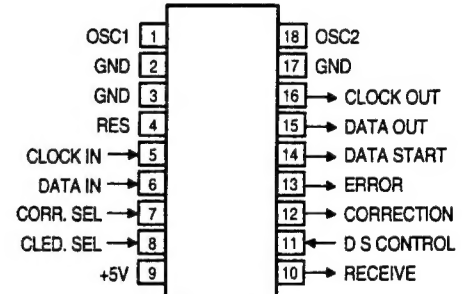 OSC1 1 18 OSC2
GND 2 17 GND
GND 3 16 CLOCK OUT
RES 4 15 DATA OUT
CLOCK IN 5 14 DATA START
DATA IN 6 13 ERROR
CORR. SEL 7 12 CORRECTION
CLED. SEL 8 11 D S CONTROL
+5V 9 10 RECEIVE